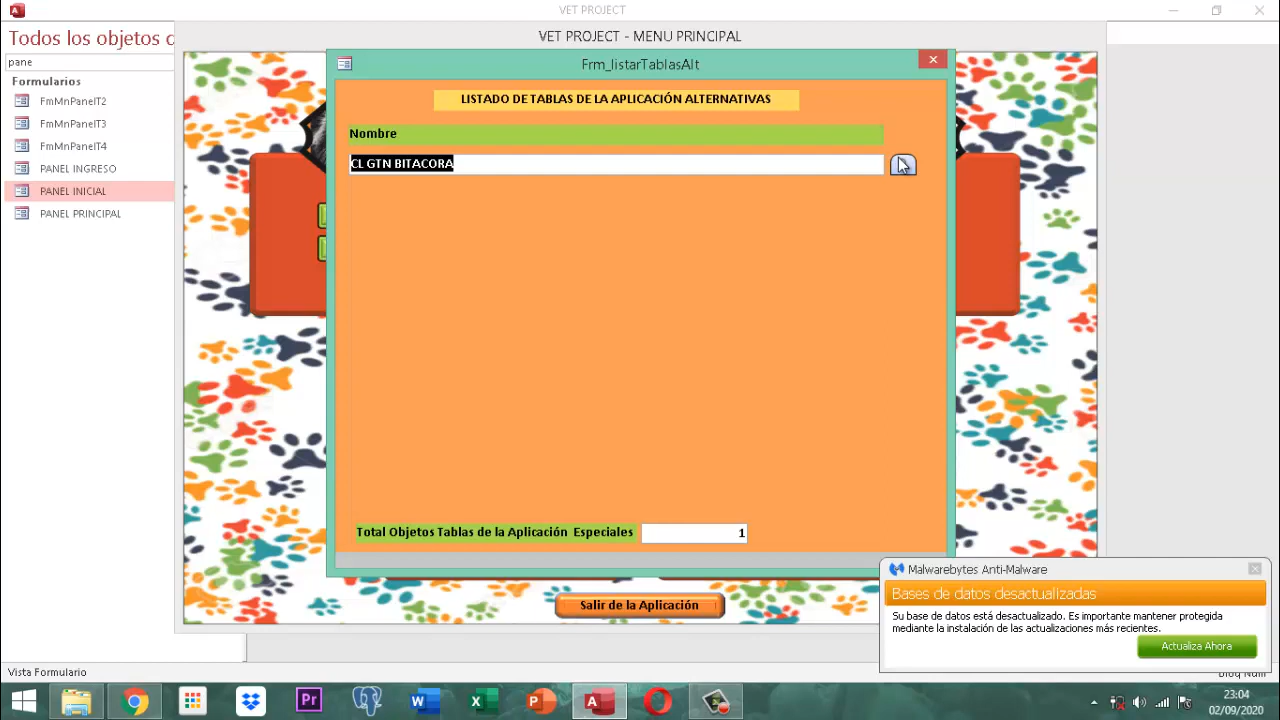 VET PROJECT
Todos los objetos d
pane
Formularios
FmMnPanelT2
FmMnPanelT3
FmMnPanelT4
PANEL INGRESO
PANEL INICIAL
PANEL PRINCIPAL
VET PROJECT - MENU PRINCIPAL
Frm_listarTablasAlt
LISTADO DE TABLAS DE LA APLICACIÓN ALTERNATIVAS
Nombre
CL GTN BITACORA
Total Objetos Tablas de la Aplicación Especiales 1
Salir de la Aplicación
Malwarebytes Anti-Malware
Bases de datos desactualizadas
Su base de datos está desactualizado. Es importante mantener protegida
mediante la instalación de las actualizaciones más recientes.
Actualiza Ahora
Vista Formulario
Bloq Num
23:04
02/09/2020